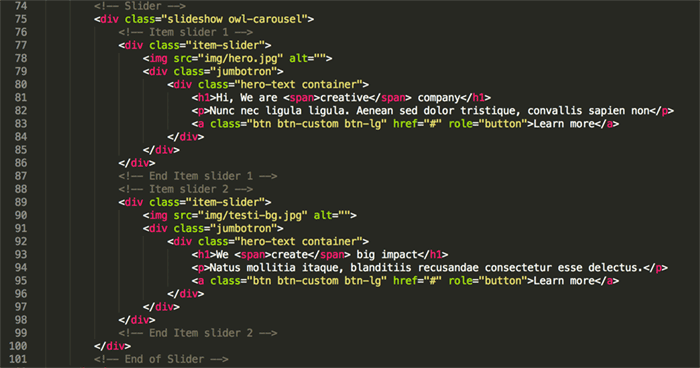 74 <!-- Slider -->
75 <div class="slideshow owl-carousel">
76 <!-- Item slider 1 -->
77 <div class="item-slider">
78 <img src="img/hero.jpg" alt="">
79 <div class="jumbotron">
80 <div class="hero-text container">
81 <h1>Hi, We are <span>creative</span> company</h1>
82 <p>Nunc nec ligula ligula. Aenean sed dolor tristique, convallis sapien non</p>
83 <a class="btn btn-custom btn-lg" href="#" role="button">Learn more</a>
84 </div>
85 </div>
86 </div>
87 <!-- End Item slider 1 -->
88 <!-- Item slider 2 -->
89 <div class="item-slider">
90 <img src="img/testi-bg.jpg" alt="">
91 <div class="jumbotron">
92 <div class="hero-text container">
93 <h1>We <span>create</span> big impact</h1>
94 <p>Natus mollitia itaque, blanditiis recusandae consectetur esse delectus.</p>
95 <a class="btn btn-custom btn-lg" href="#" role="button">Learn more</a>
96 </div>
97 </div>
98 </div>
99 <!-- End Item slider 2 -->
100 </div>
101 <!-- End of Slider -->